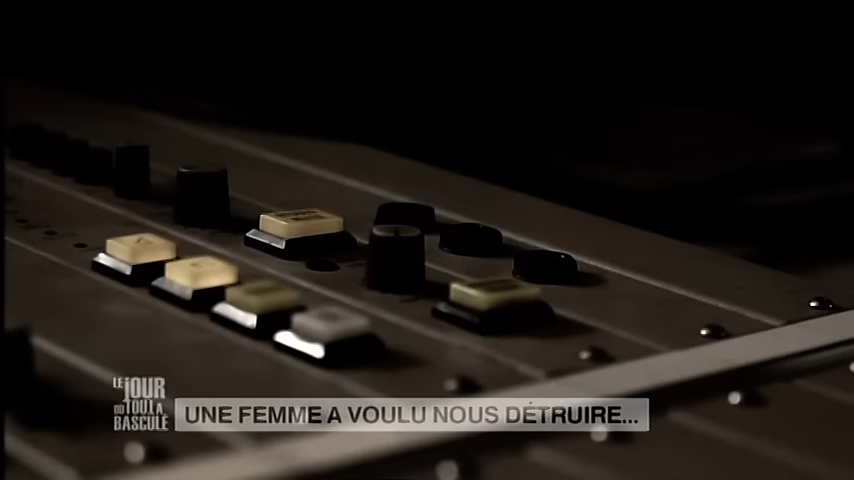 LE JOUR
OÙ TOUT A
BASCULÉ
UNE FEMME A VOULU NOUS DÉTRUIRE...